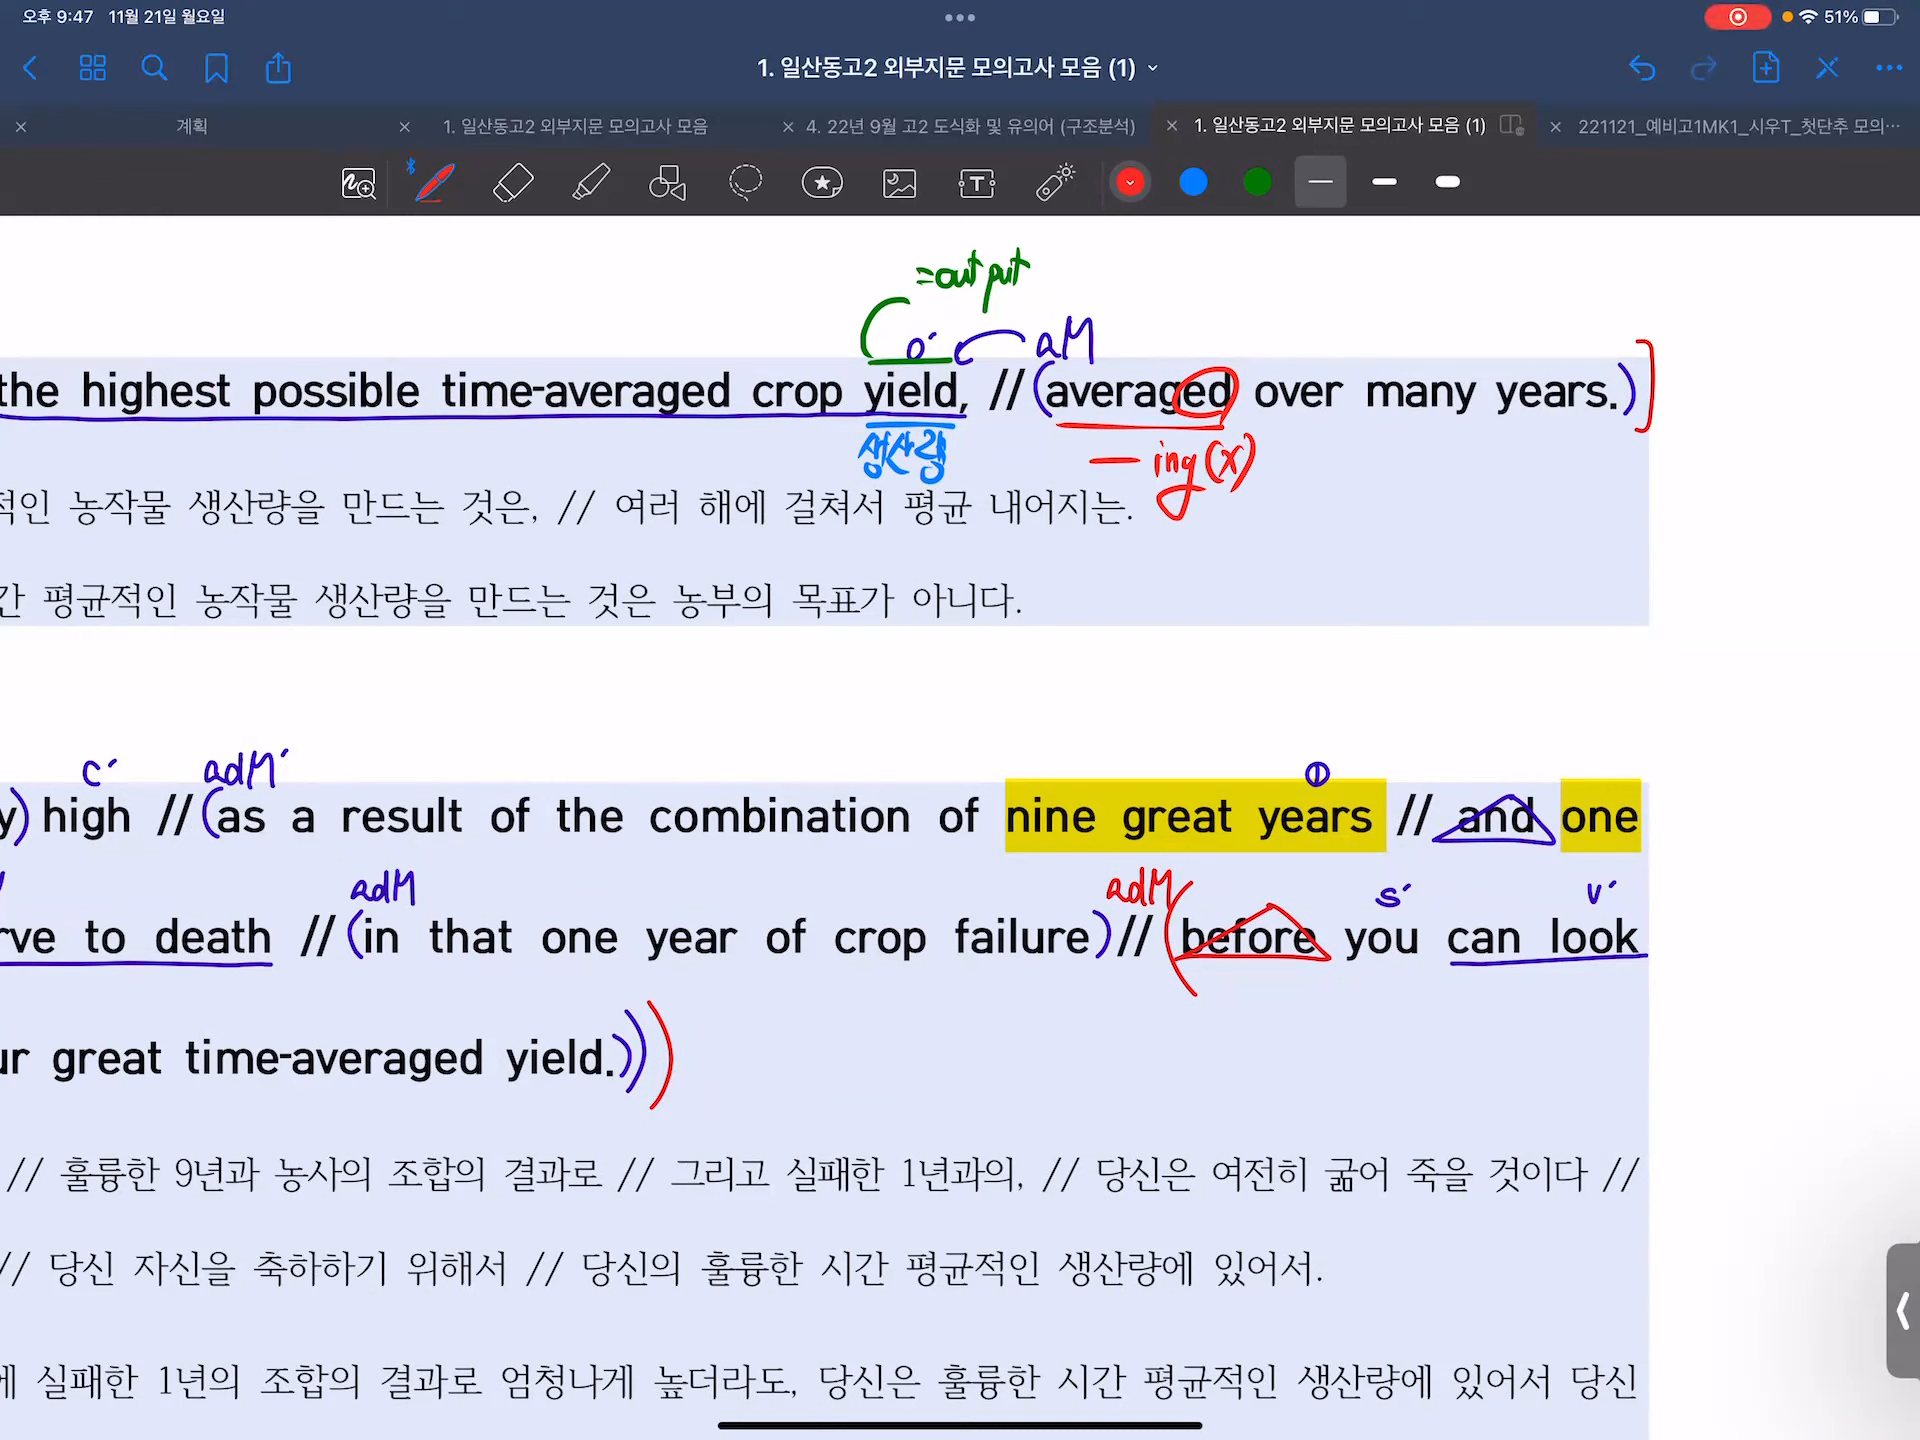 오후 9:47 11월 21일 월요일
51%
1. 일산동고2 외부지문 모의고사 모음 (1)
계획
1. 일산동고2 외부지문 모의고사 모음
4. 22년 9월 고2 도식화 및 유의어 (구조분석)
1. 일산동고2 외부지문 모의고사 모음 (1)
221121_예비고1MK1_시우T_첫단추 모의…
=output
o' aM
the highest possible time-averaged crop yield, // (averaged over many years.)]
생산량
— ing(x)
적인 농작물 생산량을 만드는 것은, // 여러 해에 걸쳐서 평균 내어지는.
간 평균적인 농작물 생산량을 만드는 것은 농부의 목표가 아니다.
c' adM' ①
y) high // (as a result of the combination of nine great years // and one
adM adM s' v'
rve to death // (in that one year of crop failure) // (before you can look
ur great time-averaged yield.)))
// 훌륭한 9년과 농사의 조합의 결과로 // 그리고 실패한 1년과의, // 당신은 여전히 굶어 죽을 것이다 //
// 당신 자신을 축하하기 위해서 // 당신의 훌륭한 시간 평균적인 생산량에 있어서.
에 실패한 1년의 조합의 결과로 엄청나게 높더라도, 당신은 훌륭한 시간 평균적인 생산량에 있어서 당신